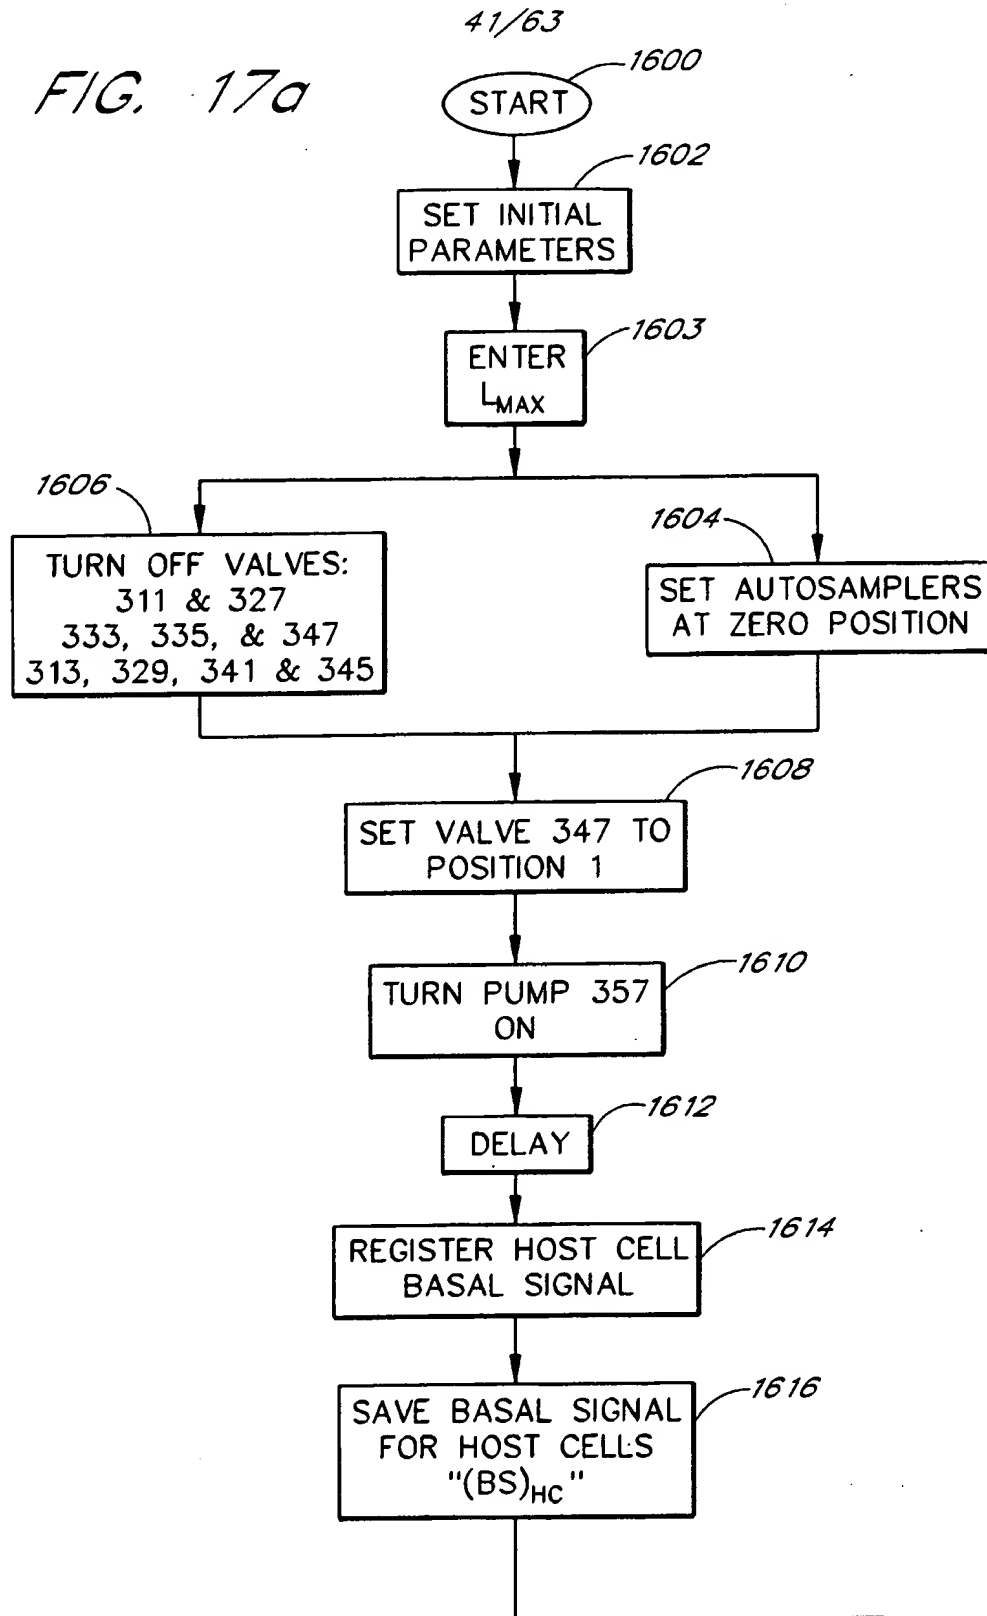 41/63
FIG. 17a
1600
START
1602
SET INITIAL
PARAMETERS
1603
ENTER
LMAX
1606
TURN OFF VALVES:
311 & 327
333, 335, & 347
313, 329, 341 & 345
1604
SET AUTOSAMPLERS
AT ZERO POSITION
1608
SET VALVE 347 TO
POSITION 1
1610
TURN PUMP 357
ON
1612
DELAY
1614
REGISTER HOST CELL
BASAL SIGNAL
1616
SAVE BASAL SIGNAL
FOR HOST CELLS
"(BS)HC"